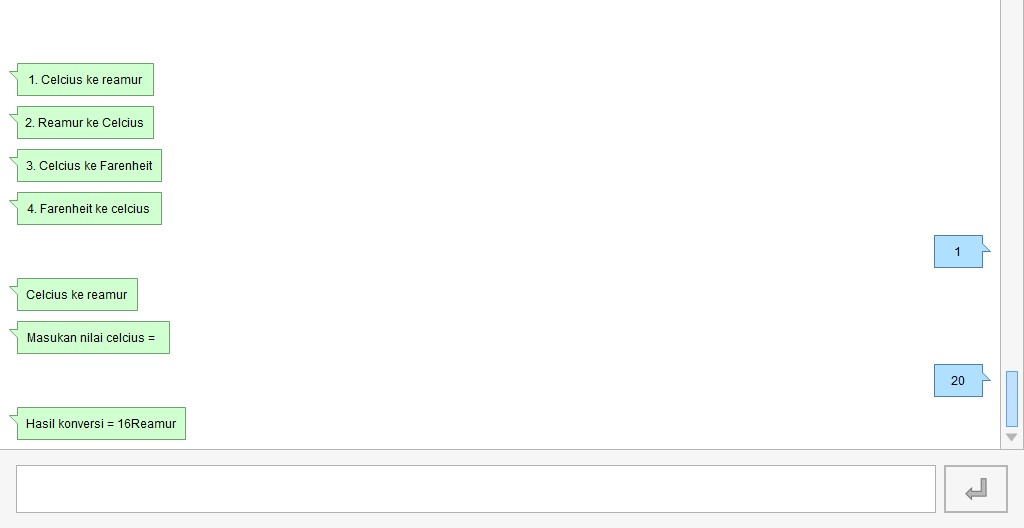 1. Celcius ke reamur
2. Reamur ke Celcius
3. Celcius ke Farenheit
4. Farenheit ke celcius
1
Celcius ke reamur
Masukan nilai celcius =
20
Hasil konversi = 16Reamur